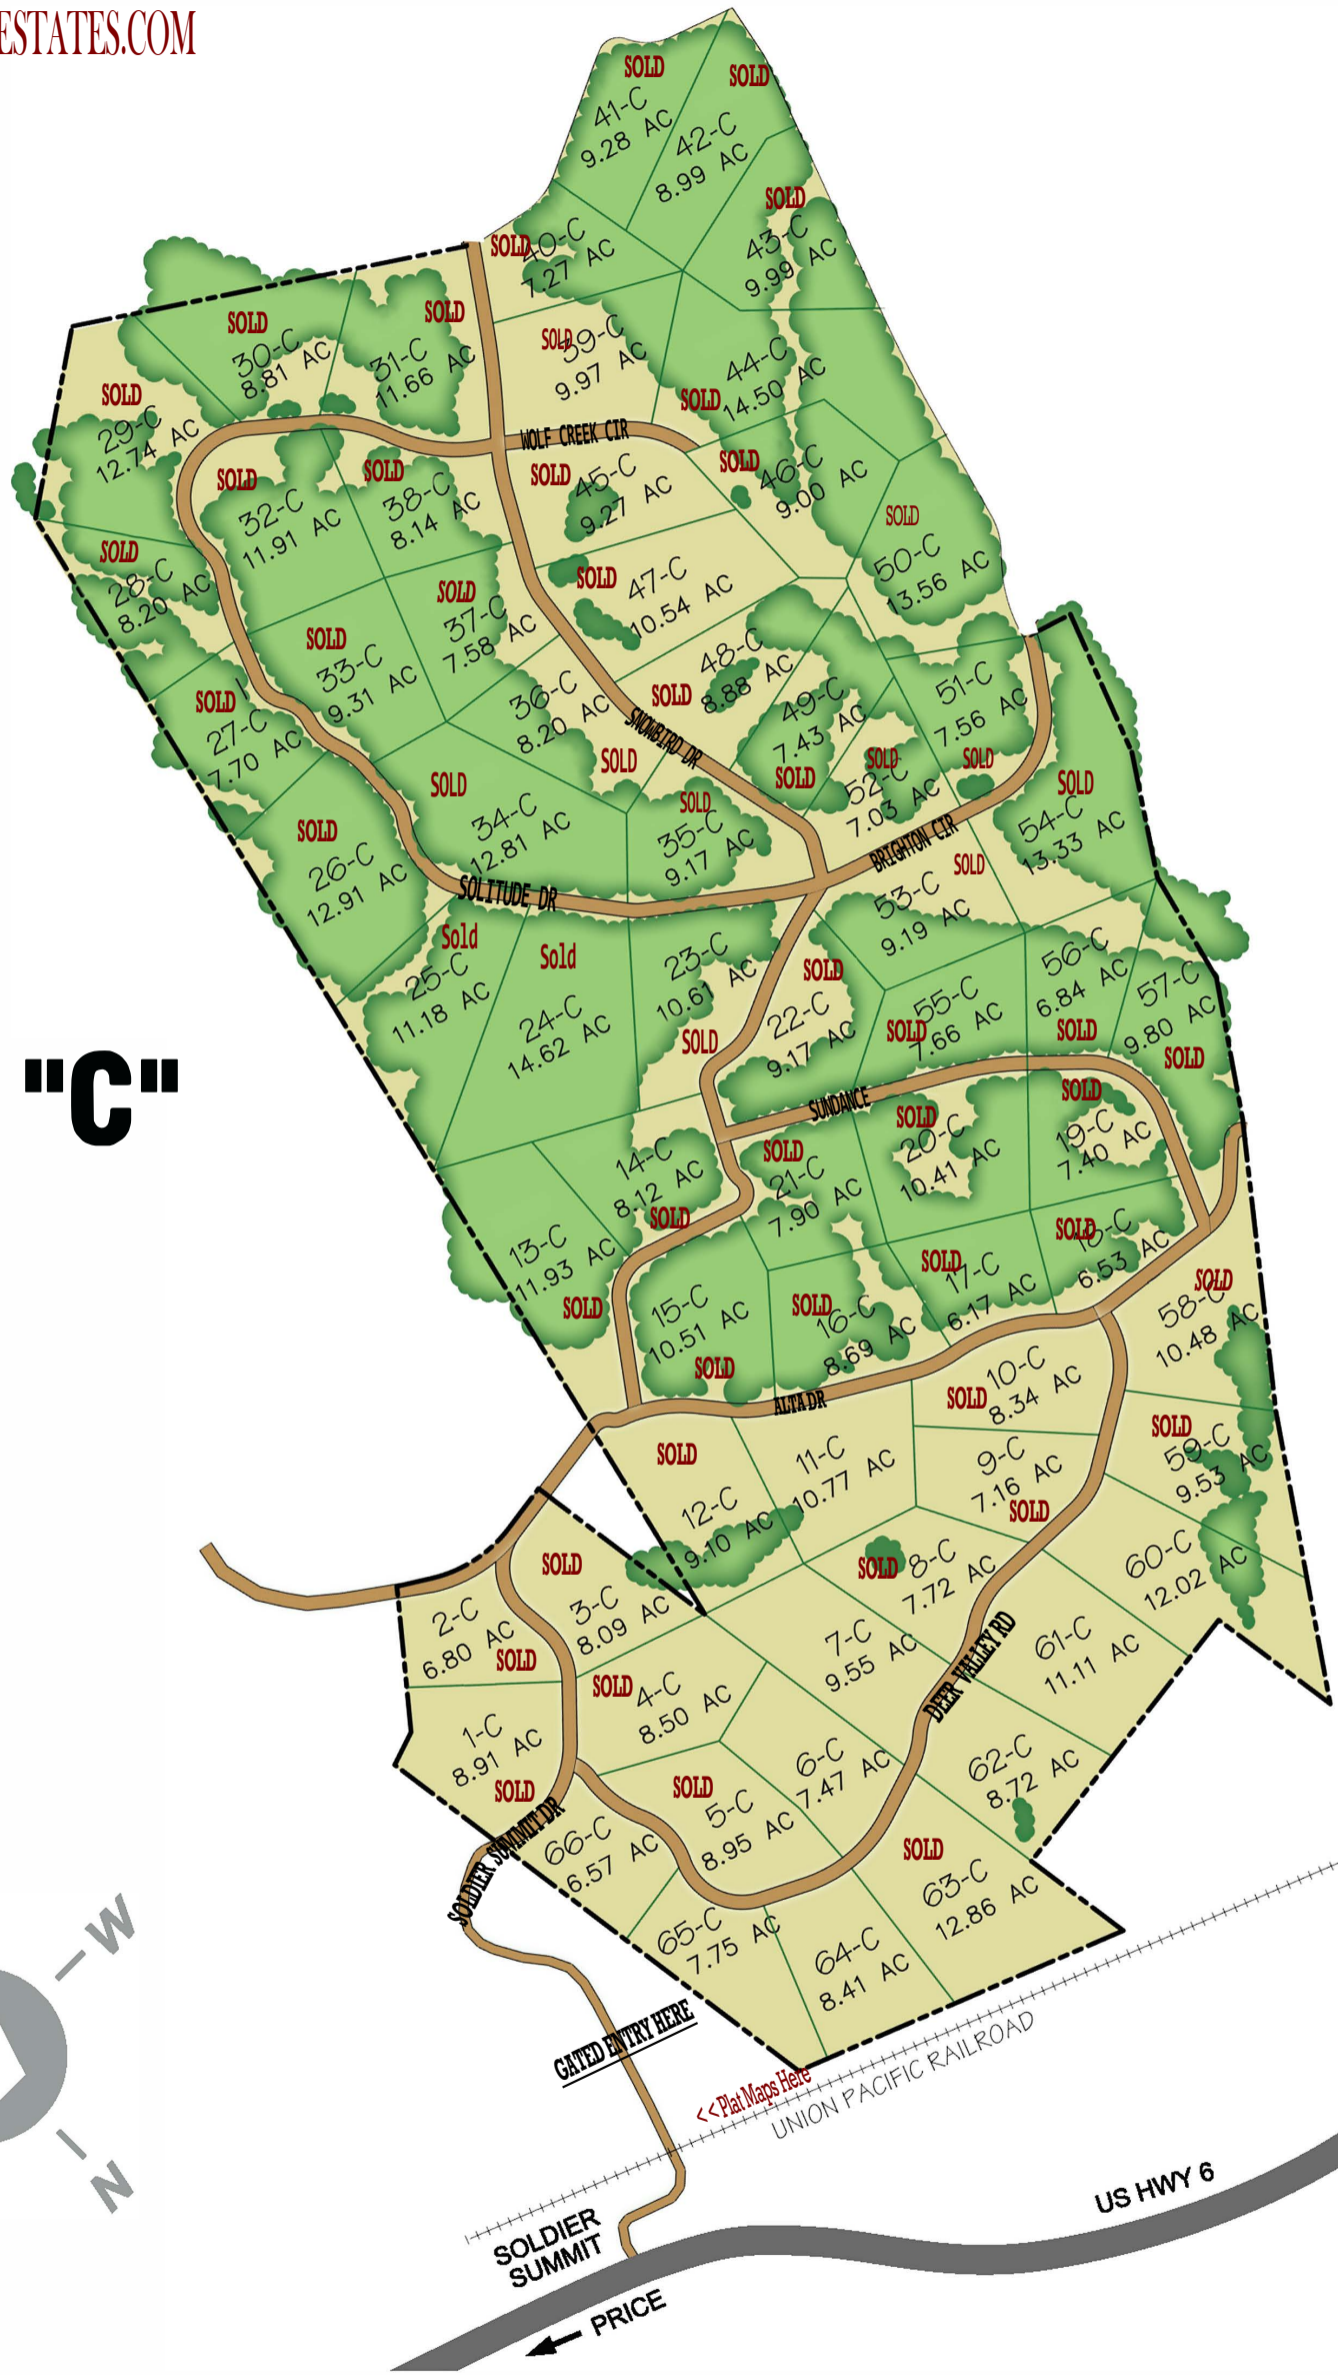 ESTATES.COM
SOLD
41-C
9.28 AC
SOLD
42-C
8.99 AC
SOLD
43-C
9.99 AC
SOLD
40-C
7.27 AC
SOLD
30-C
8.81 AC
SOLD
31-C
11.66 AC
SOLD
39-C
9.97 AC
SOLD
44-C
14.50 AC
SOLD
29-C
12.74 AC
WOLF CREEK CIR
SOLD
32-C
11.91 AC
SOLD
38-C
8.14 AC
SOLD
45-C
9.27 AC
SOLD
46-C
9.00 AC
SOLD
50-C
13.56 AC
SOLD
28-C
8.20 AC
SOLD
47-C
10.54 AC
SOLD
37-C
7.58 AC
SOLD
33-C
9.31 AC
SOLD
27-C
7.70 AC
36-C
8.20 AC
SOLD
SNOWBIRD DR
SOLD
48-C
8.88 AC
49-C
7.43 AC
SOLD
51-C
7.56 AC
SOLD
SOLD
52-C
7.03 AC
SOLD
54-C
13.33 AC
SOLD
26-C
12.91 AC
SOLD
34-C
12.81 AC
SOLD
35-C
9.17 AC
BRIGHTON CIR
SOLITUDE DR
SOLD
53-C
9.19 AC
Sold
25-C
11.18 AC
Sold
24-C
14.62 AC
23-C
10.61 AC
SOLD
SOLD
22-C
9.17 AC
55-C
SOLD
7.66 AC
56-C
6.84 AC
SOLD
57-C
9.80 AC
SOLD
"C"
SUNDANCE
14-C
8.12 AC
SOLD
SOLD
21-C
7.90 AC
SOLD
20-C
10.41 AC
SOLD
19-C
7.40 AC
13-C
11.93 AC
SOLD
15-C
10.51 AC
SOLD
SOLD
16-C
8.69 AC
SOLD
17-C
6.17 AC
SOLD
18-C
6.53 AC
SOLD
58-C
10.48 AC
ALTA DR
10-C
SOLD
8.34 AC
SOLD
12-C
9.10 AC
11-C
10.77 AC
9-C
7.16 AC
SOLD
SOLD
59-C
9.53 AC
SOLD
3-C
8.09 AC
SOLD
8-C
7.72 AC
60-C
12.02 AC
2-C
6.80 AC
SOLD
7-C
9.55 AC
DEER VALLEY RD
61-C
11.11 AC
SOLD
4-C
8.50 AC
1-C
8.91 AC
SOLD
SOLD
5-C
8.95 AC
6-C
7.47 AC
62-C
8.72 AC
SOLDIER SUMMIT DR
66-C
6.57 AC
SOLD
63-C
12.86 AC
65-C
7.75 AC
64-C
8.41 AC
W
N
GATED ENTRY HERE
<<Plat Maps Here
UNION PACIFIC RAILROAD
SOLDIER
SUMMIT
US HWY 6
PRICE